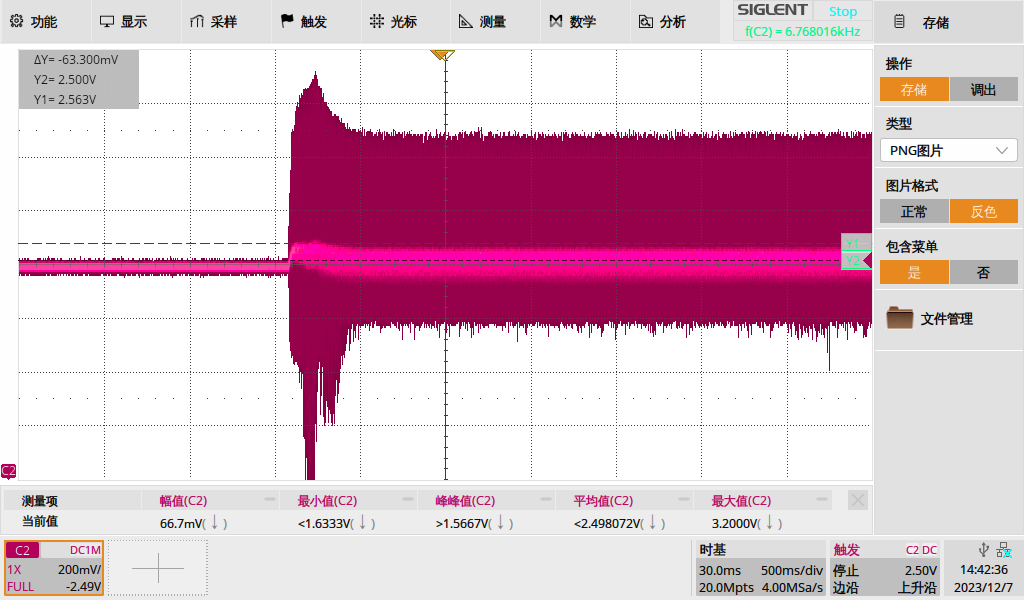 功能 显示 采样 触发 光标 测量 数学 分析 SIGLENT Stop 存储
f(C2) = 6.768016kHz
ΔY= -63.300mV
Y2= 2.500V
Y1= 2.563V
操作
存储 调出
类型
PNG图片
图片格式
正常 反色
包含菜单
是 否
文件管理
Y1
Y2
C2
测量项 幅值(C2) 最小值(C2) 峰峰值(C2) 平均值(C2) 最大值(C2)
当前值 66.7mV(↓) <1.6333V(↓) >1.5667V(↓) <2.498072V(↓) 3.2000V(↓)
C2 DC1M
1X 200mV/
FULL -2.49V
时基
30.0ms 500ms/div
20.0Mpts 4.00MSa/s
触发 C2 DC
停止 2.50V
边沿 上升沿
14:42:36
2023/12/7